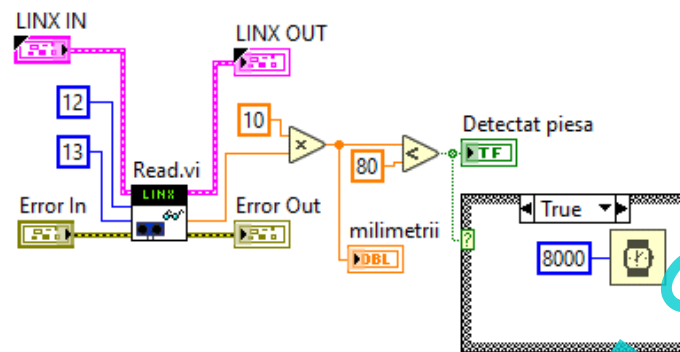 LINX IN
LINX OUT
12
13
10
×
80
<
Detectat piesa
TF
Read.vi
LINX
Error In
Error Out
milimetrii
DBL
True
?
8000